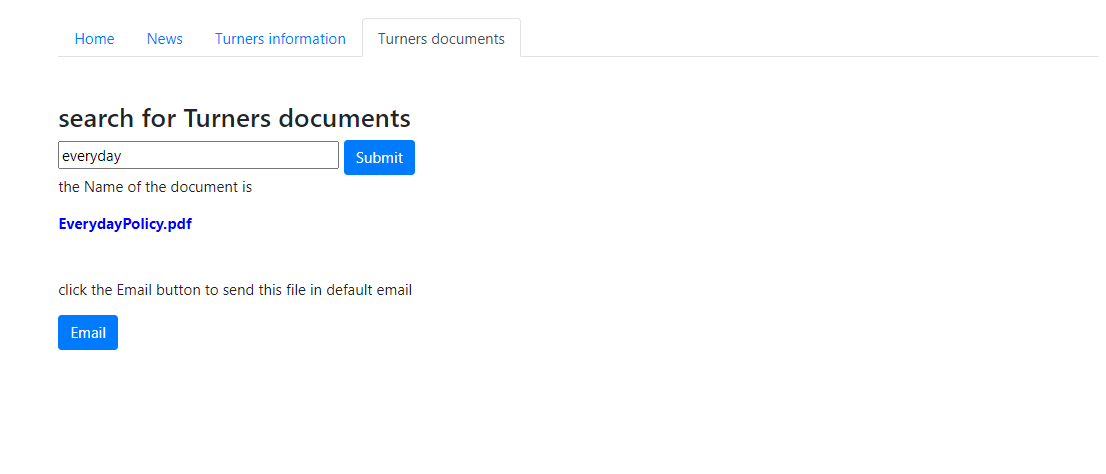 Home News Turners information Turners documents
search for Turners documents
everyday Submit
the Name of the document is
EverydayPolicy.pdf
click the Email button to send this file in default email
Email